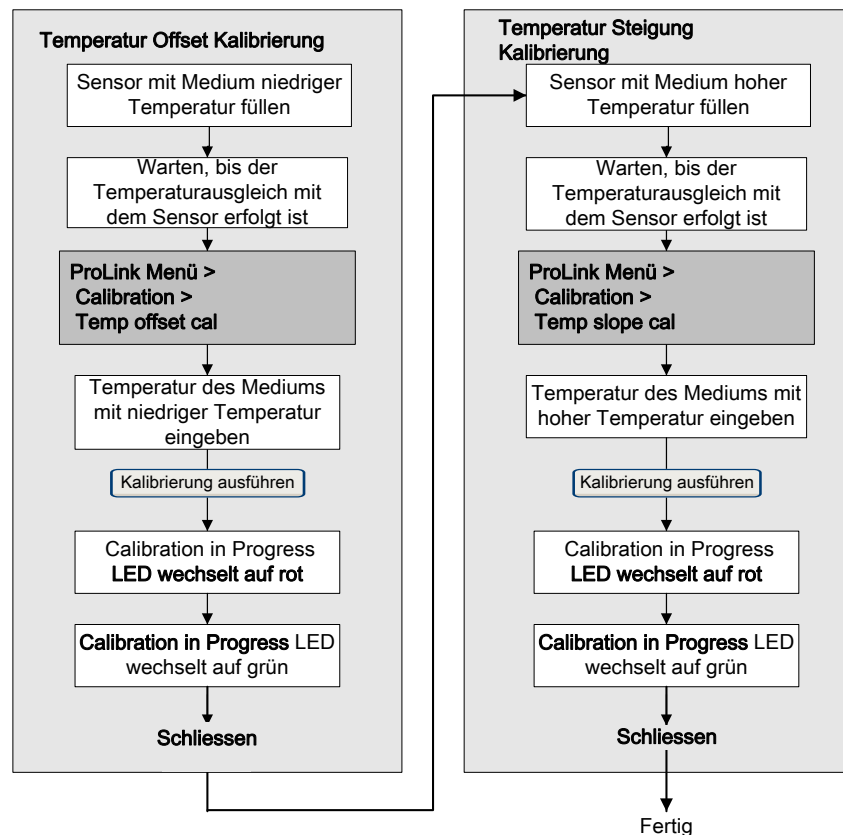 Temperatur Offset Kalibrierung
Sensor mit Medium niedriger
Temperatur füllen
Warten, bis der
Temperaturausgleich mit
dem Sensor erfolgt ist
ProLink Menü >
Calibration >
Temp offset cal
Temperatur des Mediums
mit niedriger Temperatur
eingeben
Kalibrierung ausführen
Calibration in Progress
LED wechselt auf rot
Calibration in Progress LED
wechselt auf grün
Schliessen
Temperatur Steigung
Kalibrierung
Sensor mit Medium hoher
Temperatur füllen
Warten, bis der
Temperaturausgleich mit
dem Sensor erfolgt ist
ProLink Menü >
Calibration >
Temp slope cal
Temperatur des Mediums mit
hoher Temperatur eingeben
Kalibrierung ausführen
Calibration in Progress
LED wechselt auf rot
Calibration in Progress LED
wechselt auf grün
Schliessen
Fertig